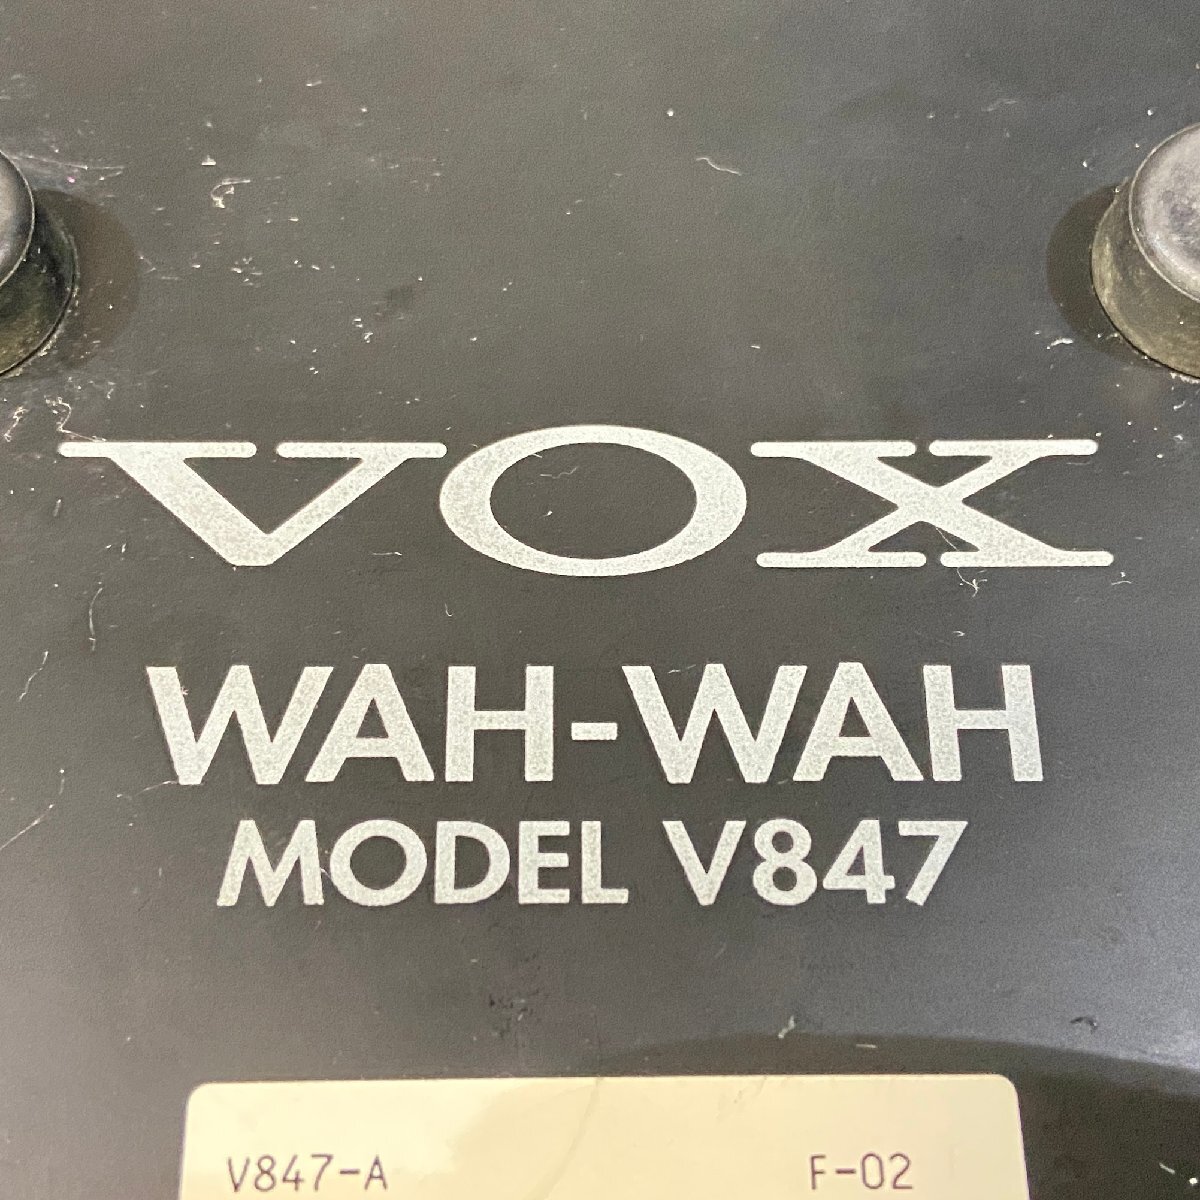 VOX
WAH-WAH
MODEL V847
V847-A F-02